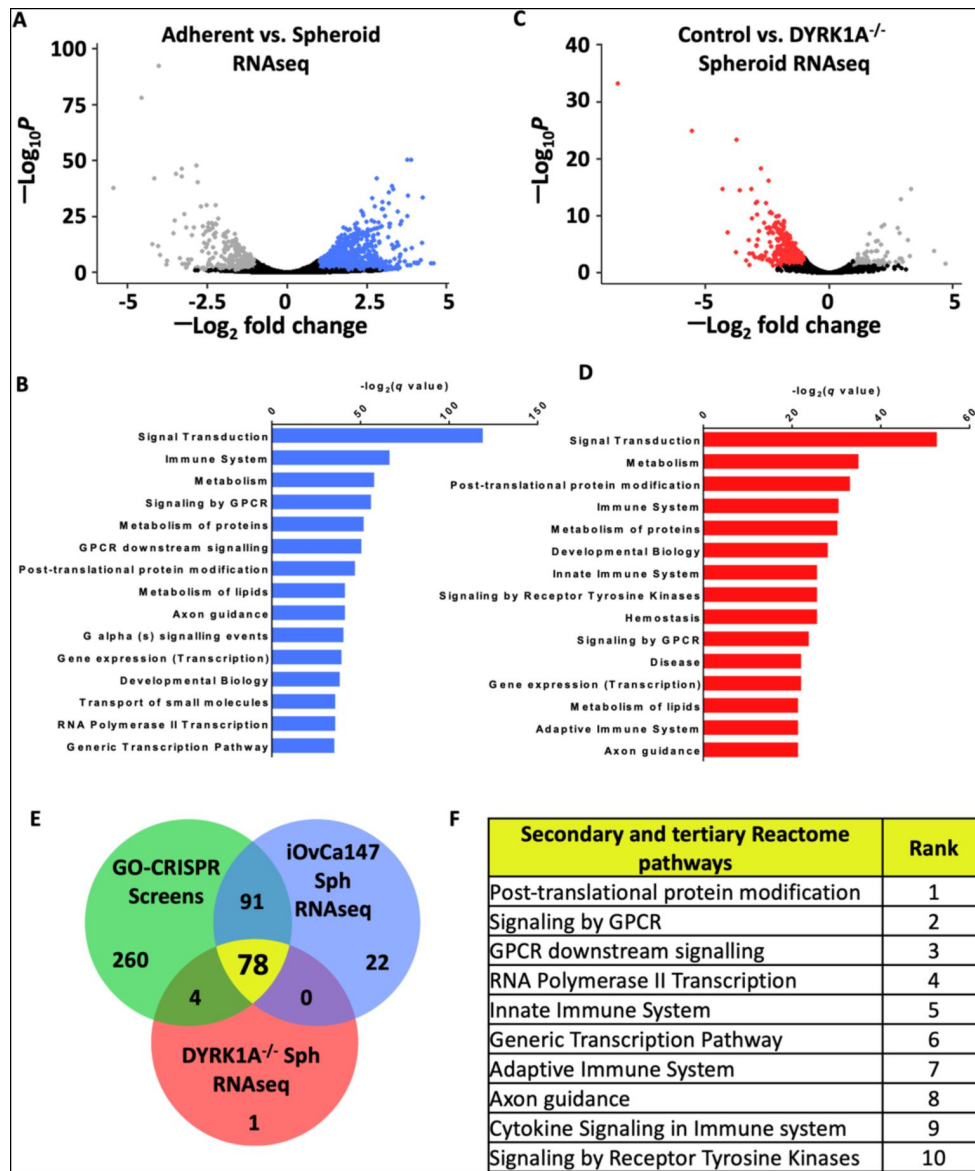 A
Adherent vs. Spheroid
RNAseq
100
75
50
25
0
—Log10P
-5
-2.5
0
2.5
5
—Log2 fold change
C
Control vs. DYRK1A-/-
Spheroid RNAseq
40
30
20
10
0
—Log10P
-5
0
5
—Log2 fold change
B
-log2(q value)
0
50
100
150
Signal Transduction
Immune System
Metabolism
Signaling by GPCR
Metabolism of proteins
GPCR downstream signalling
Post-translational protein modification
Metabolism of lipids
Axon guidance
G alpha (s) signalling events
Gene expression (Transcription)
Developmental Biology
Transport of small molecules
RNA Polymerase II Transcription
Generic Transcription Pathway
D
-log2(q value)
0
20
40
60
Signal Transduction
Metabolism
Post-translational protein modification
Immune System
Metabolism of proteins
Developmental Biology
Innate Immune System
Signaling by Receptor Tyrosine Kinases
Hemostasis
Signaling by GPCR
Disease
Gene expression (Transcription)
Metabolism of lipids
Adaptive Immune System
Axon guidance
E
GO-CRISPR
Screens
iOvCa147
Sph
RNAseq
91
260
78
22
4
0
DYRK1A-/- Sph
RNAseq
1
F
Secondary and tertiary Reactome
pathways
Rank
Post-translational protein modification 1
Signaling by GPCR 2
GPCR downstream signalling 3
RNA Polymerase II Transcription 4
Innate Immune System 5
Generic Transcription Pathway 6
Adaptive Immune System 7
Axon guidance 8
Cytokine Signaling in Immune system 9
Signaling by Receptor Tyrosine Kinases 10